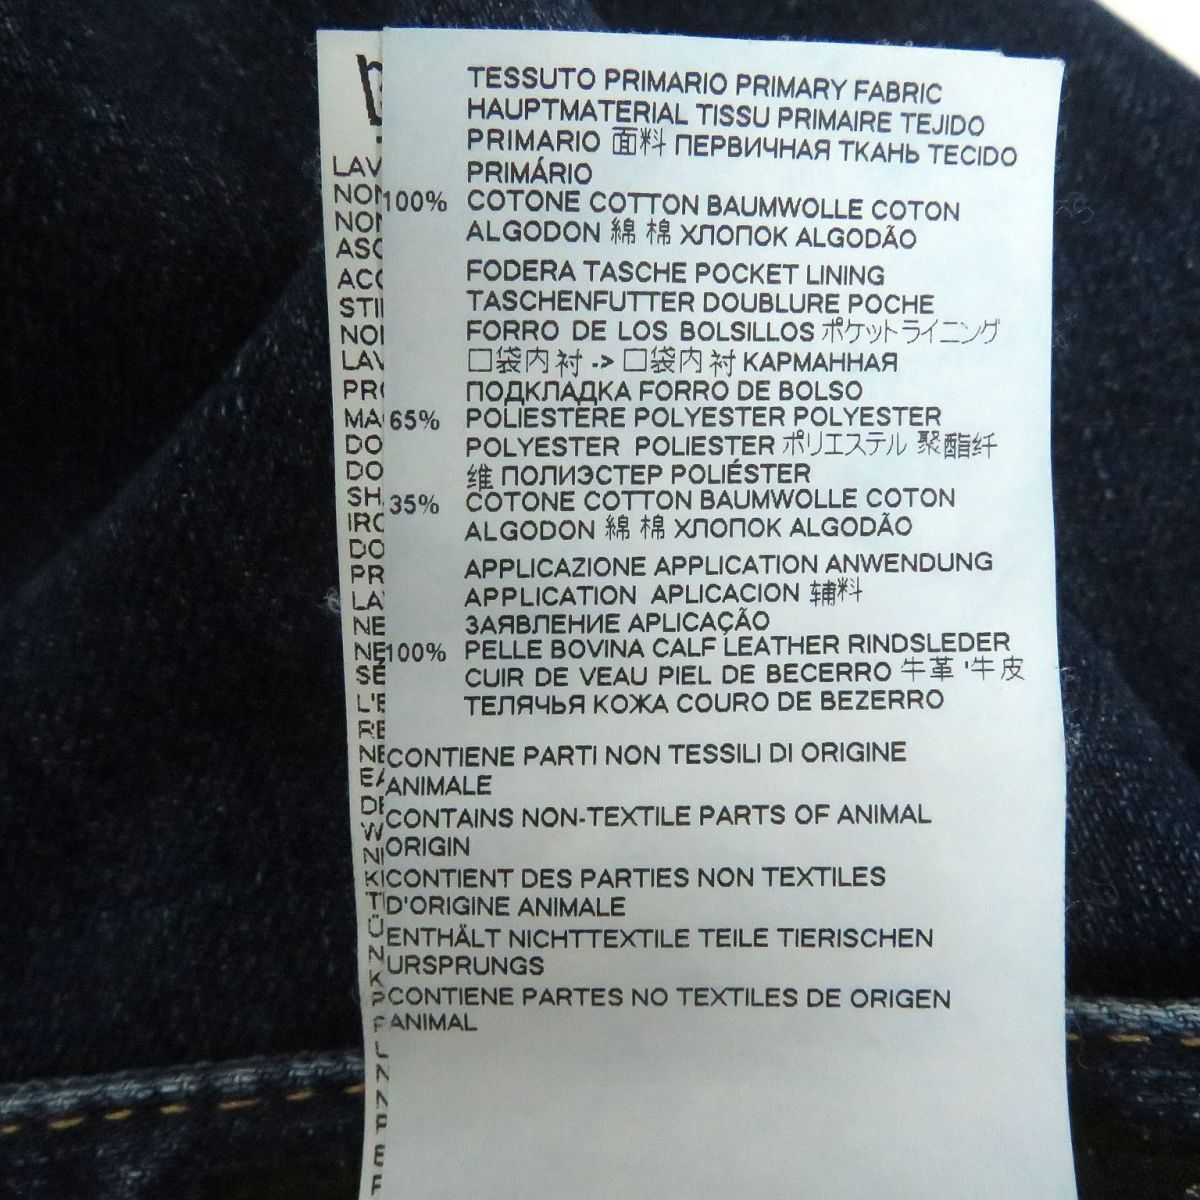 TESSUTO PRIMARIO PRIMARY FABRIC
HAUPTMATERIAL TISSU PRIMAIRE TEJIDO
PRIMARIO 面料 ПЕРВИЧНАЯ ТКАНЬ TECIDO
PRIMÁRIO
100% COTONE COTTON BAUMWOLLE COTON
ALGODON 綿 棉 ХЛОПОК ALGODÃO
FODERA TASCHE POCKET LINING
TASCHENFUTTER DOUBLURE POCHE
FORRO DE LOS BOLSILLOS ポケットライニング
口袋内衬 -> 口袋内衬 КАРМАННАЯ
ПОДКЛАДКА FORRO DE BOLSO
65% POLIESTERE POLYESTER POLYESTER
POLYESTER POLIESTER ポリエステル 聚酯纤
维 ПОЛИЭСТЕР POLIÉSTER
35% COTONE COTTON BAUMWOLLE COTON
ALGODON 綿 棉 ХЛОПОК ALGODÃO
APPLICAZIONE APPLICATION ANWENDUNG
APPLICATION APLICACION 辅料
ЗАЯВЛЕНИЕ APLICAÇÃO
100% PELLE BOVINA CALF LEATHER RINDSLEDER
CUIR DE VEAU PIEL DE BECERRO 牛革 '牛皮
ТЕЛЯЧЬЯ КОЖА COURO DE BEZERRO
CONTIENE PARTI NON TESSILI DI ORIGINE
ANIMALE
CONTAINS NON-TEXTILE PARTS OF ANIMAL
ORIGIN
CONTIENT DES PARTIES NON TEXTILES
D'ORIGINE ANIMALE
ENTHÄLT NICHTTEXTILE TEILE TIERISCHEN
URSPRUNGS
CONTIENE PARTES NO TEXTILES DE ORIGEN
ANIMAL